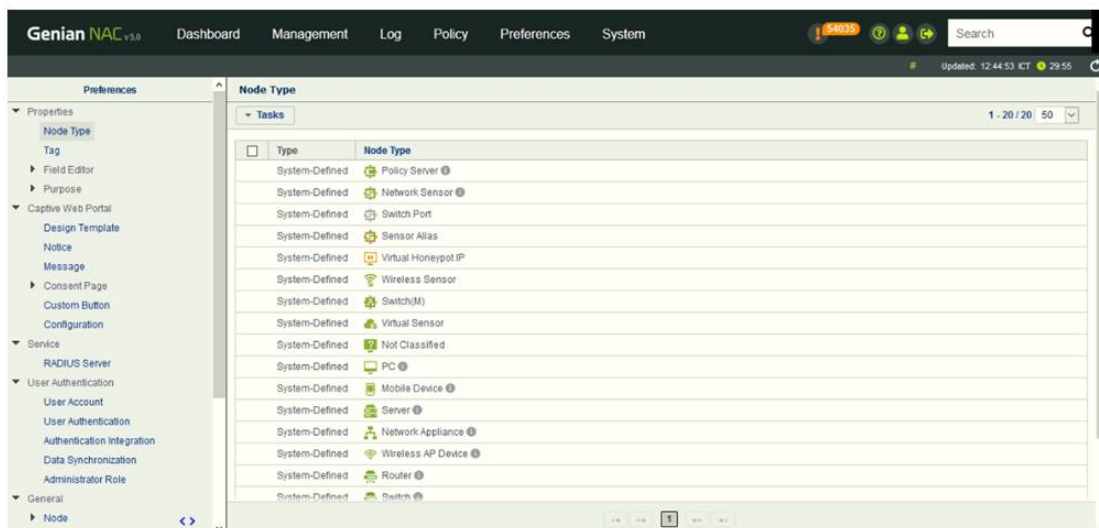 Genian NAC v5.0 Dashboard Management Log Policy Preferences System 54035 Search
# Updated: 12:44:53 ICT 29:55
Preferences
Properties
Node Type
Tag
Field Editor
Purpose
Captive Web Portal
Design Template
Notice
Message
Consent Page
Custom Button
Configuration
Service
RADIUS Server
User Authentication
User Account
User Authentication
Authentication Integration
Data Synchronization
Administrator Role
General
Node
Node Type
Tasks 1 - 20 / 20 50
Type Node Type
System-Defined Policy Server
System-Defined Network Sensor
System-Defined Switch Port
System-Defined Sensor Alias
System-Defined Virtual Honeypot IP
System-Defined Wireless Sensor
System-Defined Switch(M)
System-Defined Virtual Sensor
System-Defined Not Classified
System-Defined PC
System-Defined Mobile Device
System-Defined Server
System-Defined Network Appliance
System-Defined Wireless AP Device
System-Defined Router
System-Defined Switch
1